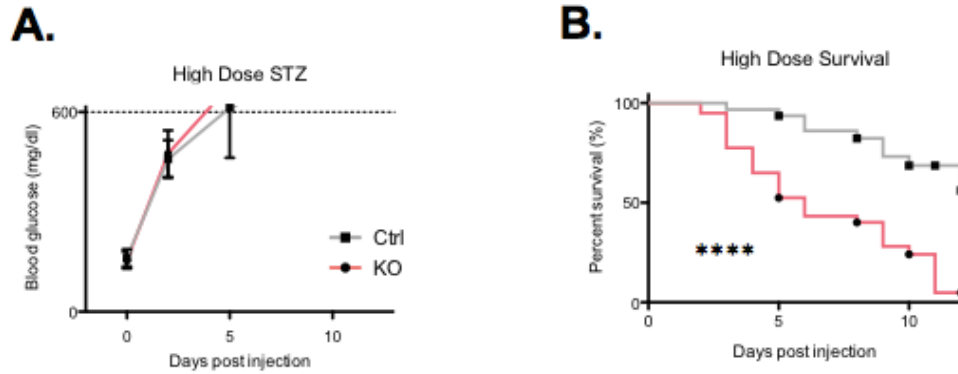 A.
High Dose STZ
Blood glucose (mg/dl)
600
0
Ctrl
KO
0
5
10
Days post injection
B.
High Dose Survival
Percent survival (%)
100
50
0
****
0
5
10
Days post injection